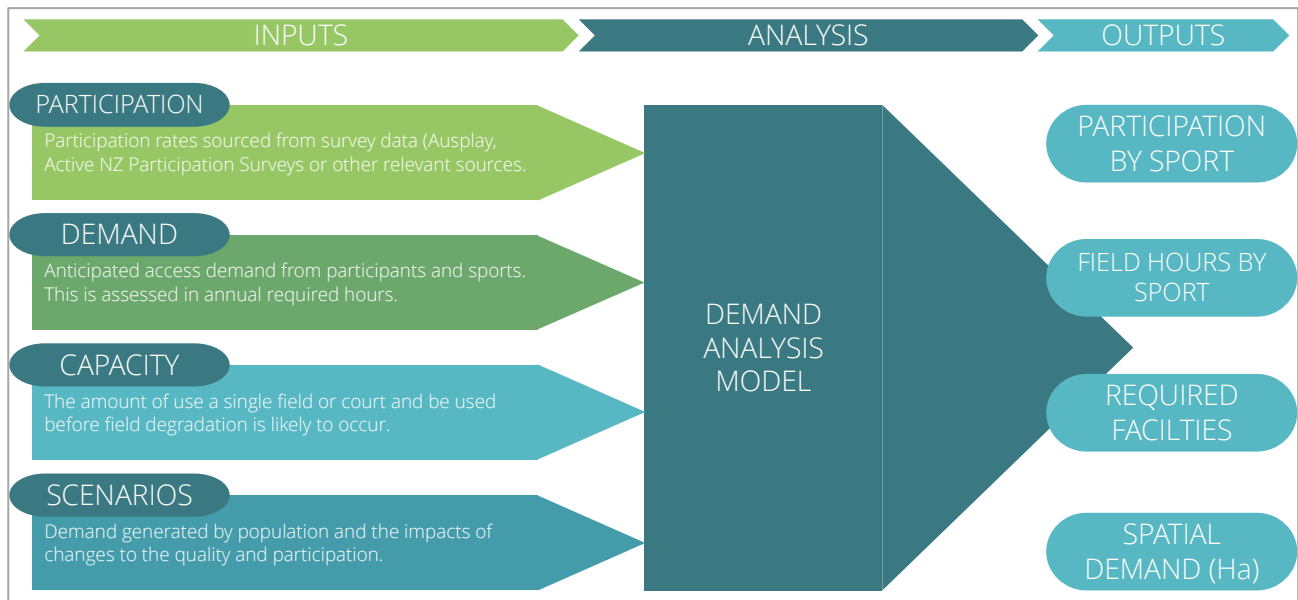 INPUTS
ANALYSIS
OUTPUTS
PARTICIPATION
Participation rates sourced from survey data (Ausplay,
Active NZ Participation Surveys or other relevant sources.
DEMAND
Anticipated access demand from participants and sports.
This is assessed in annual required hours.
CAPACITY
The amount of use a single field or court and be used
before field degradation is likely to occur.
SCENARIOS
Demand generated by population and the impacts of
changes to the quality and participation.
DEMAND
ANALYSIS
MODEL
PARTICIPATION
BY SPORT
FIELD HOURS BY
SPORT
REQUIRED
FACILTIES
SPATIAL
DEMAND (Ha)